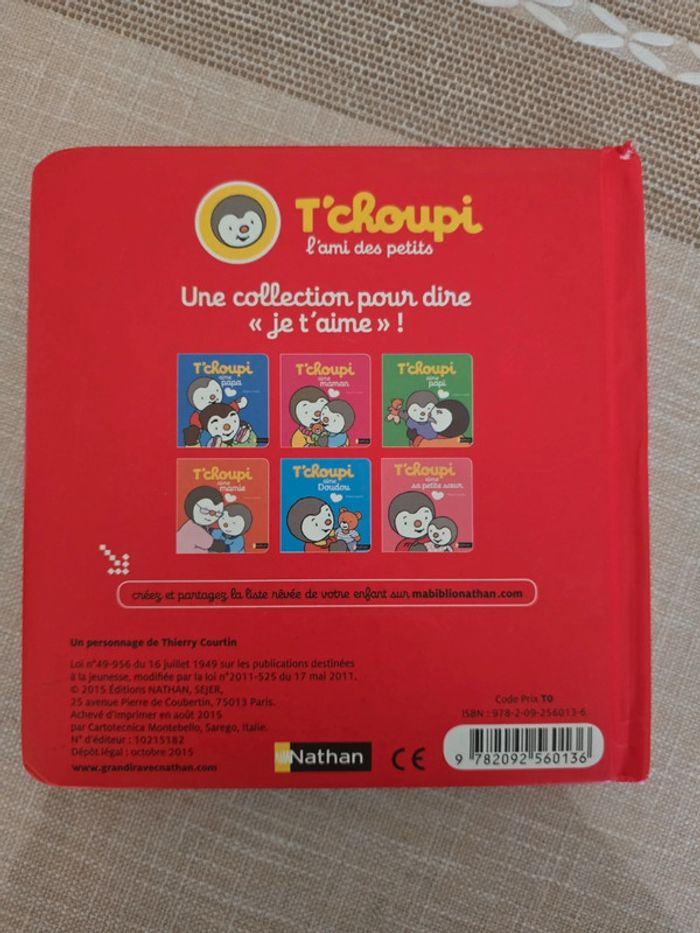 T'choupi
l'ami des petits
Une collection pour dire
« je t'aime » !
T'choupi
aime
papa
T'choupi
aime
maman
T'choupi
aime
papi
T'choupi
aime
mamie
T'choupi
aime
Doudou
T'choupi
aime
sa petite sœur
créez et partagez la liste rêvée de votre enfant sur mabiblionathan.com
Un personnage de Thierry Courtin
Loi n°49-956 du 16 juillet 1949 sur les publications destinées
à la jeunesse, modifiée par la loi n°2011-525 du 17 mai 2011.
© 2015 Éditions NATHAN, SEJER,
25 avenue Pierre de Coubertin, 75013 Paris.
Achevé d'imprimer en août 2015
par Cartotecnica Montebello, Sarego, Italie.
N° d'éditeur : 10215182
Dépôt légal : octobre 2015
www.grandiravecnathan.com
Nathan
CE
Code Prix T0
ISBN : 978-2-09-256013-6
9 782092 560136